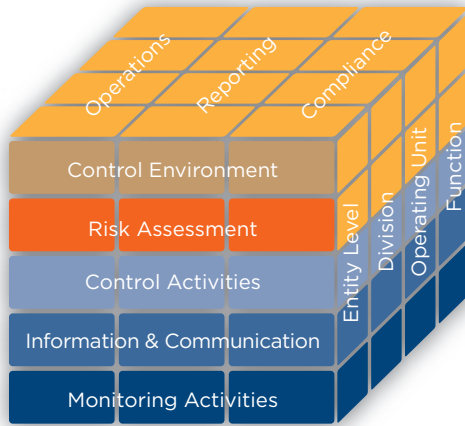 Operations
Reporting
Compliance
Control Environment
Risk Assessment
Control Activities
Information & Communication
Monitoring Activities
Entity Level
Division
Operating Unit
Function